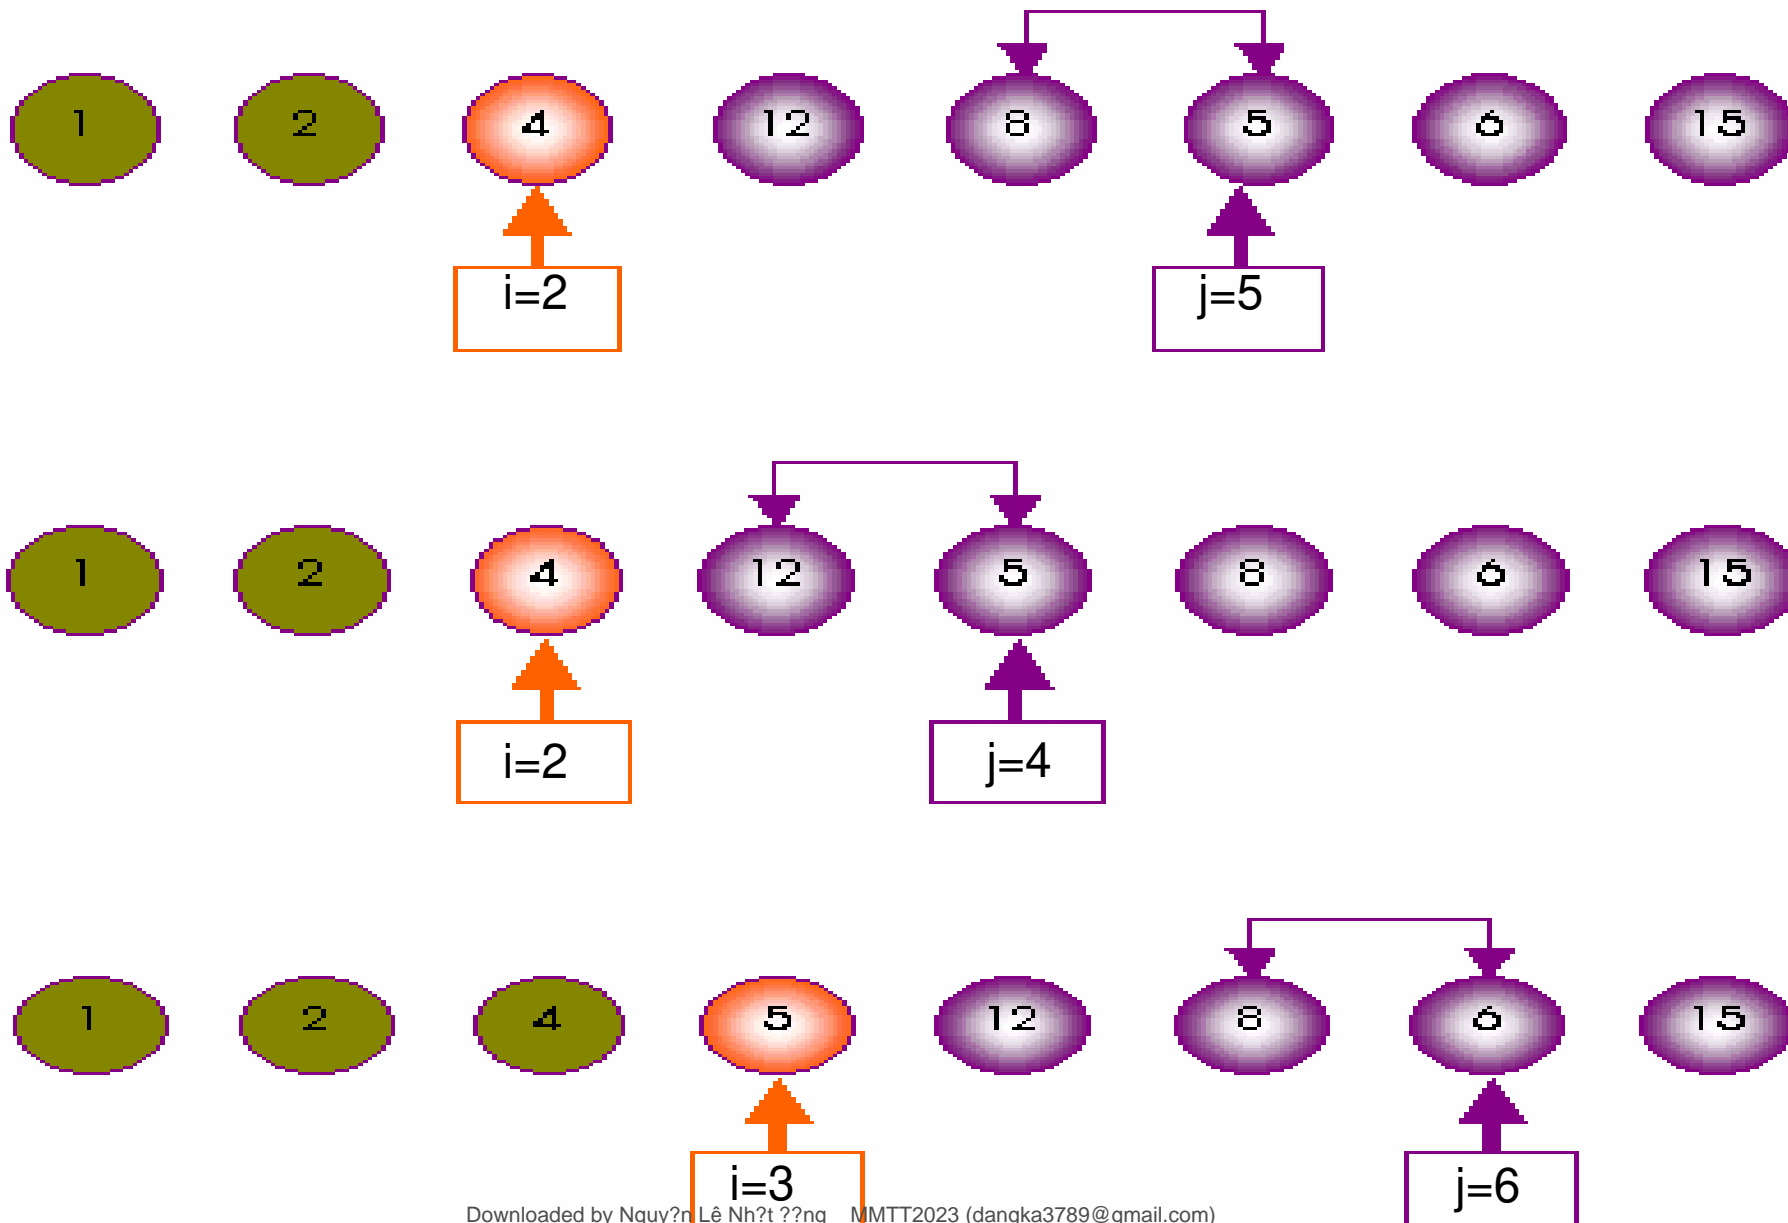 1 2 4 12 8 5 6 15
i=2 j=5
1 2 4 12 5 8 6 15
i=2 j=4
1 2 4 5 12 8 6 15
i=3 j=6
Downloaded by Nguy?n Lê Nh?t ??ng MMTT2023 (dangka3789@gmail.com)